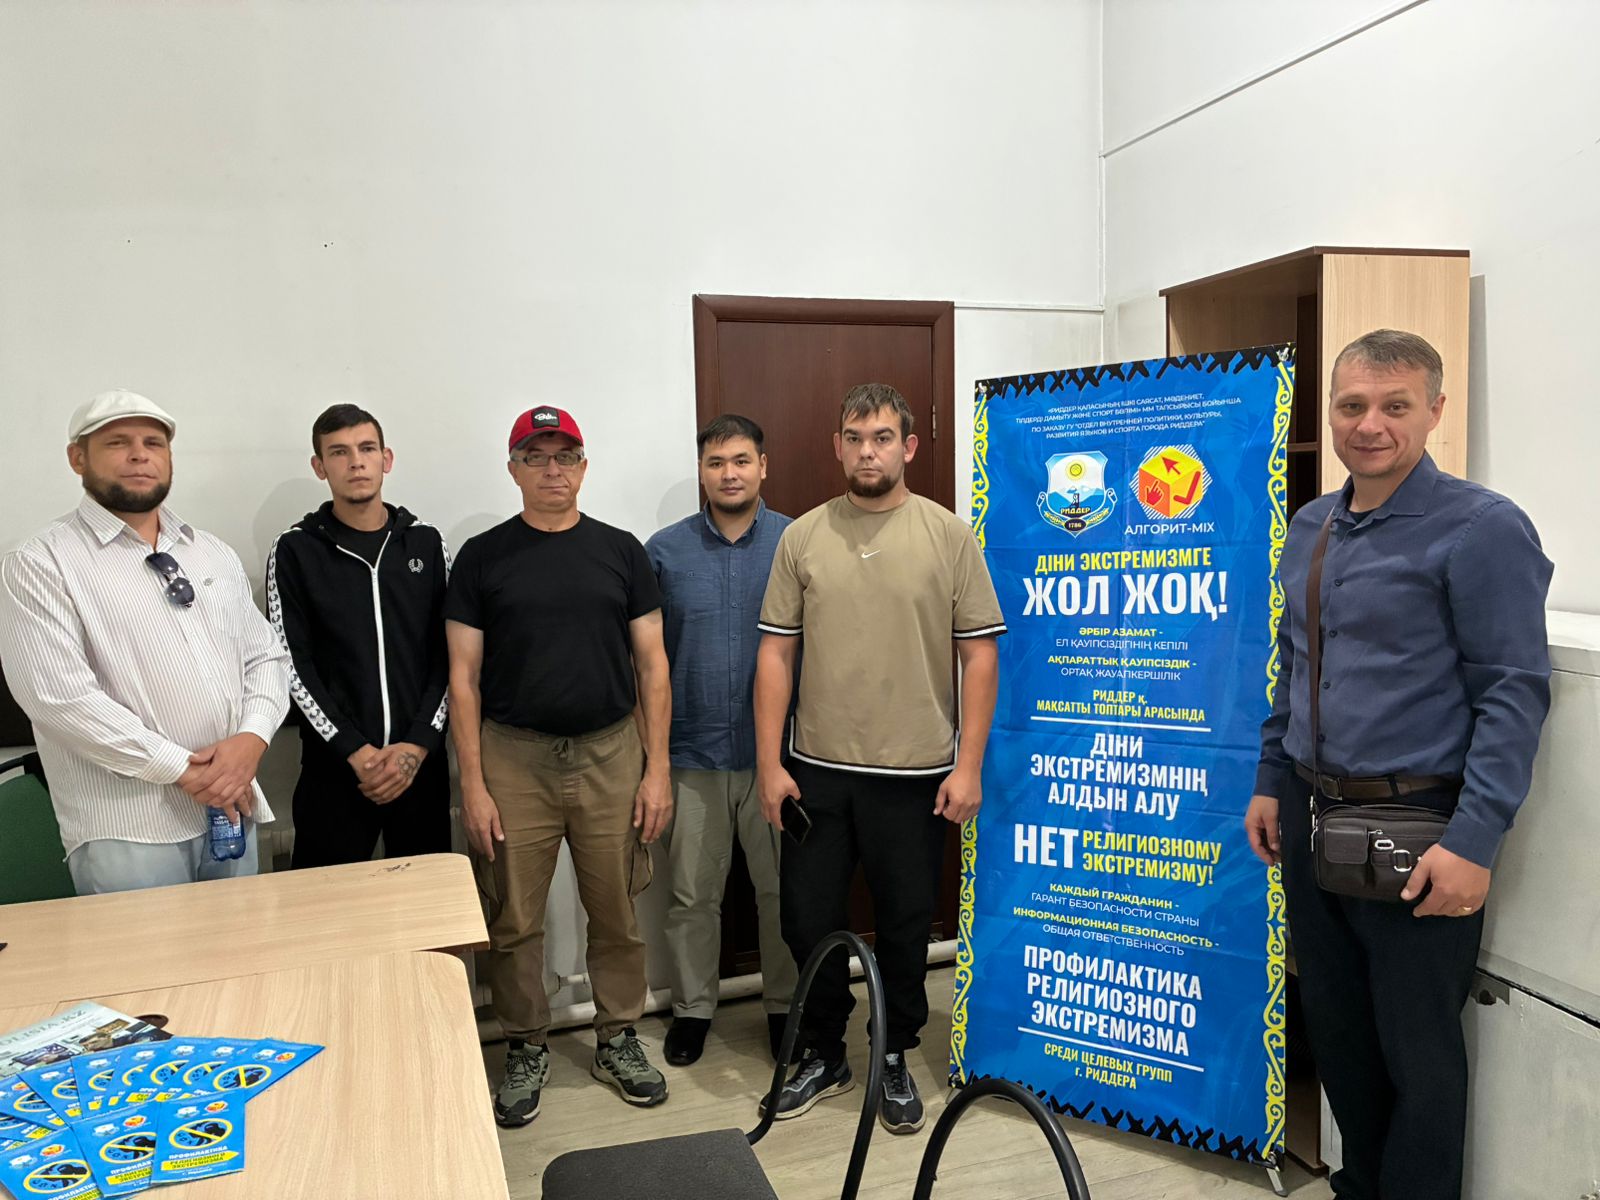 «РИДДЕР ҚАЛАСЫНЫҢ ІШКІ САЯСАТ, МӘДЕНИЕТ,
ТІЛДЕРДІ ДАМЫТУ ЖӘНЕ СПОРТ БӨЛІМІ» ММ ТАПСЫРЫСЫ БОЙЫНША
ПО ЗАКАЗУ ГУ "ОТДЕЛ ВНУТРЕННЕЙ ПОЛИТИКИ, КУЛЬТУРЫ,
РАЗВИТИЯ ЯЗЫКОВ И СПОРТА ГОРОДА РИДДЕРА"
РИДДЕР
1786
АЛГОРИТ-MIX
ДІНИ ЭКСТРЕМИЗМГЕ
ЖОЛ ЖОҚ!
ӘРБІР АЗАМАТ -
ЕЛ ҚАУІПСІЗДІГІНІҢ КЕПІЛІ
АҚПАРАТТЫҚ ҚАУІПСІЗДІК -
ОРТАҚ ЖАУАПКЕРШІЛІК
РИДДЕР қ.
МАҚСАТТЫ ТОПТАРЫ АРАСЫНДА
ДІНИ
ЭКСТРЕМИЗМНІҢ
АЛДЫН АЛУ
НЕТ РЕЛИГИОЗНОМУ
ЭКСТРЕМИЗМУ!
КАЖДЫЙ ГРАЖДАНИН -
ГАРАНТ БЕЗОПАСНОСТИ СТРАНЫ
ИНФОРМАЦИОННАЯ БЕЗОПАСНОСТЬ -
ОБЩАЯ ОТВЕТСТВЕННОСТЬ
ПРОФИЛАКТИКА
РЕЛИГИОЗНОГО
ЭКСТРЕМИЗМА
СРЕДИ ЦЕЛЕВЫХ ГРУПП
г. РИДДЕРА
ПРОФИЛАКТИКА
РЕЛИГИОЗНОГО
ЭКСТРЕМИЗМА